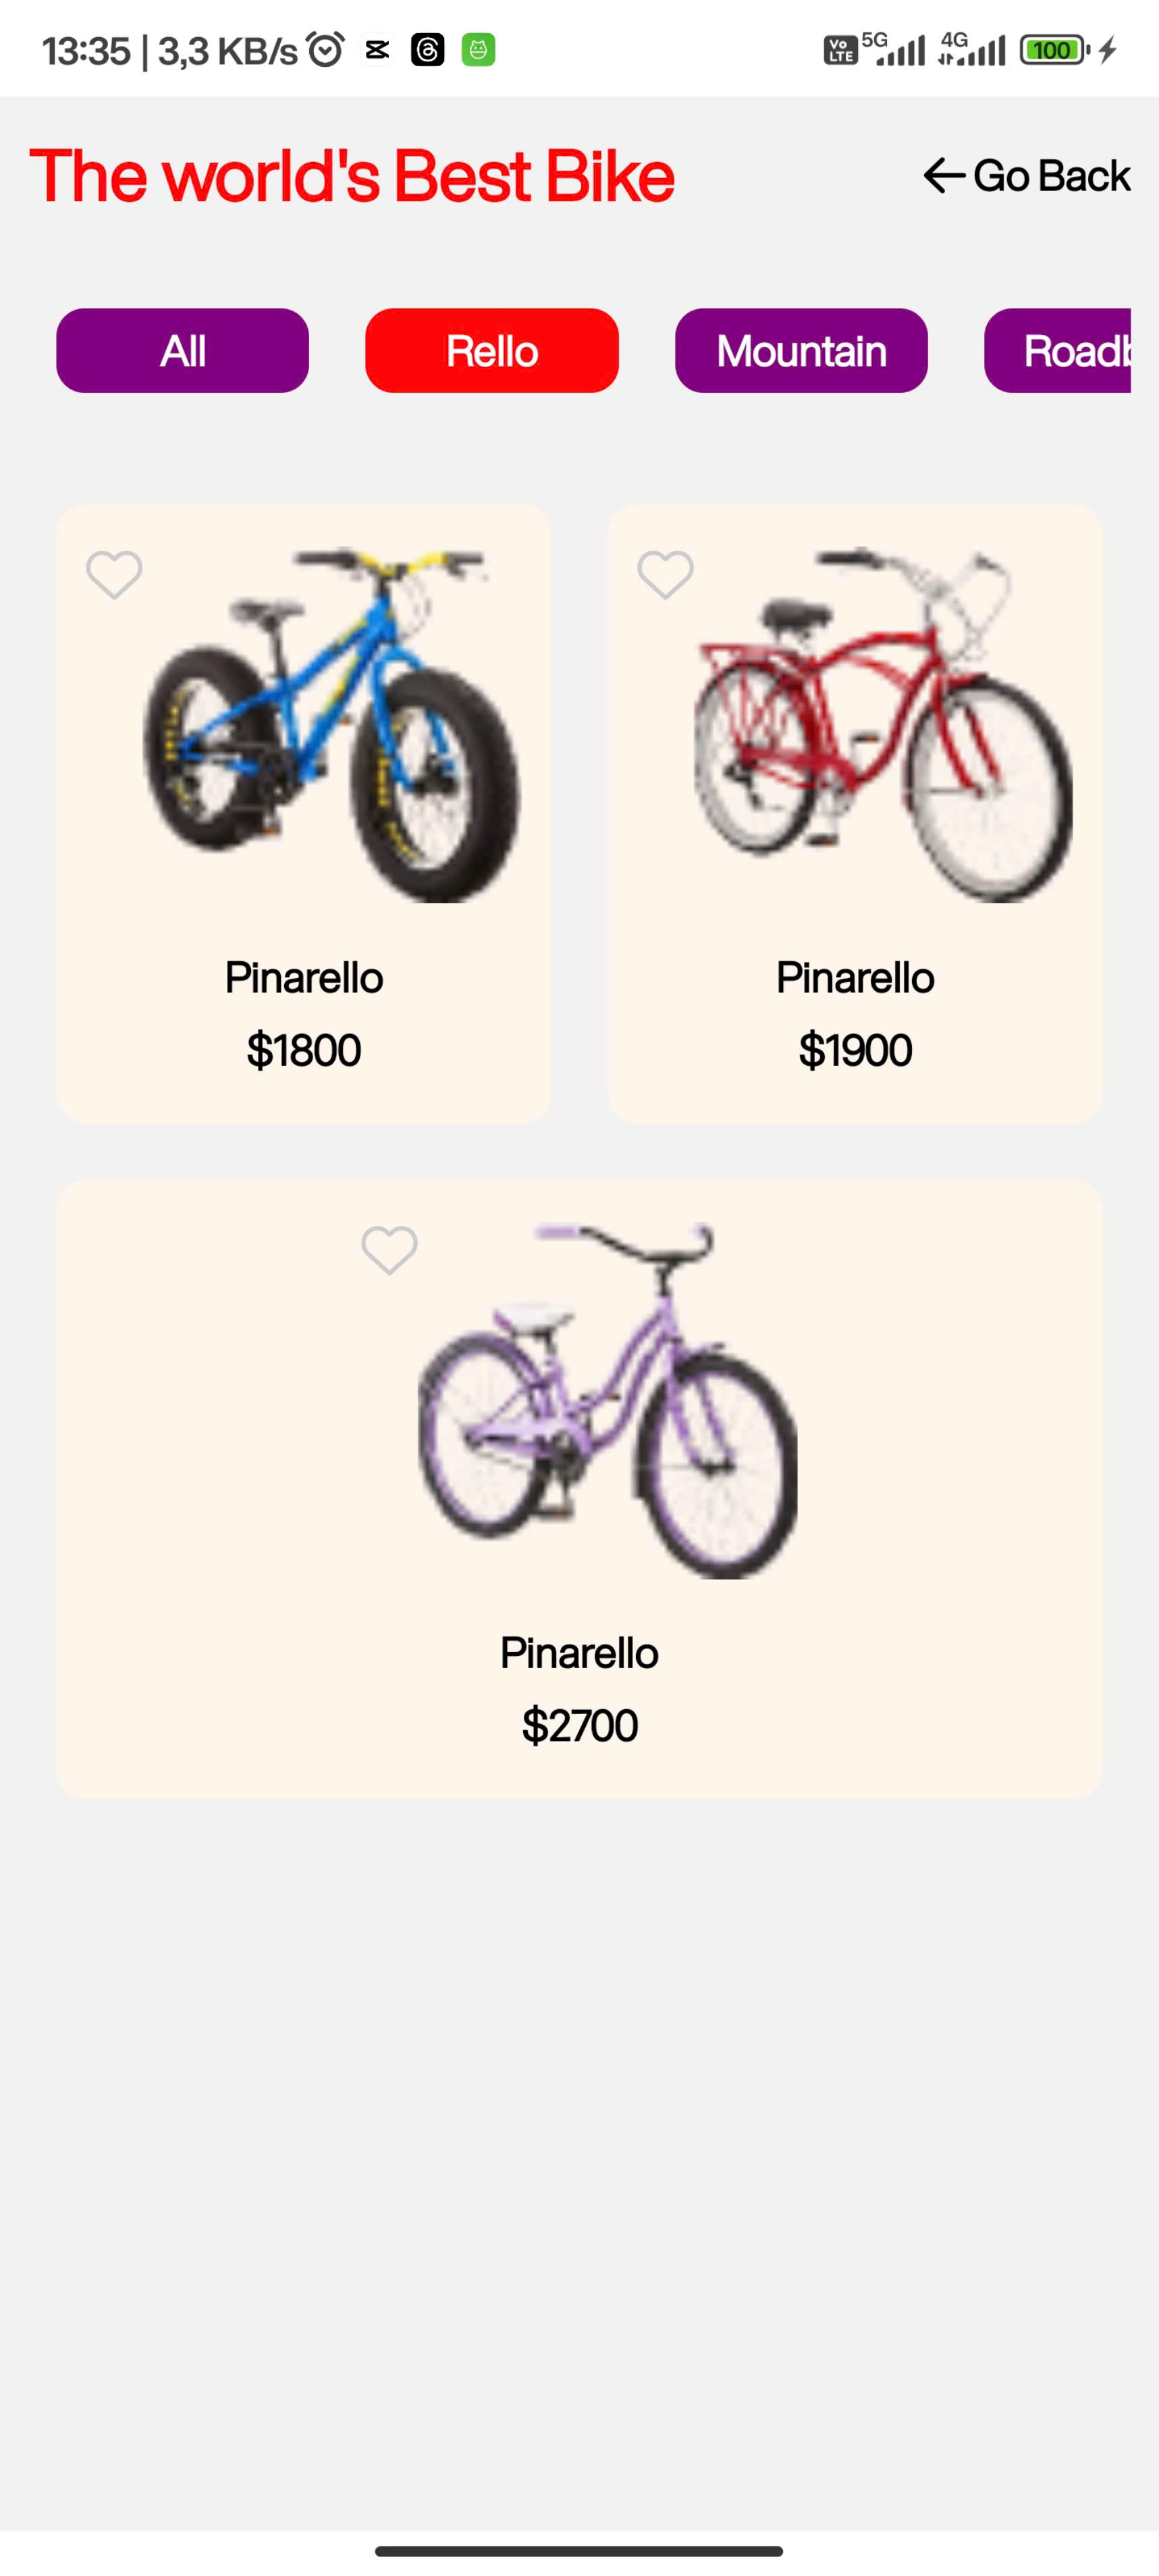 13:35 | 3,3 KB/s
Vo LTE 5G 4G 100
The world's Best Bike
Go Back
All
Rello
Mountain
Roadb
Pinarello
$1800
Pinarello
$1900
Pinarello
$2700